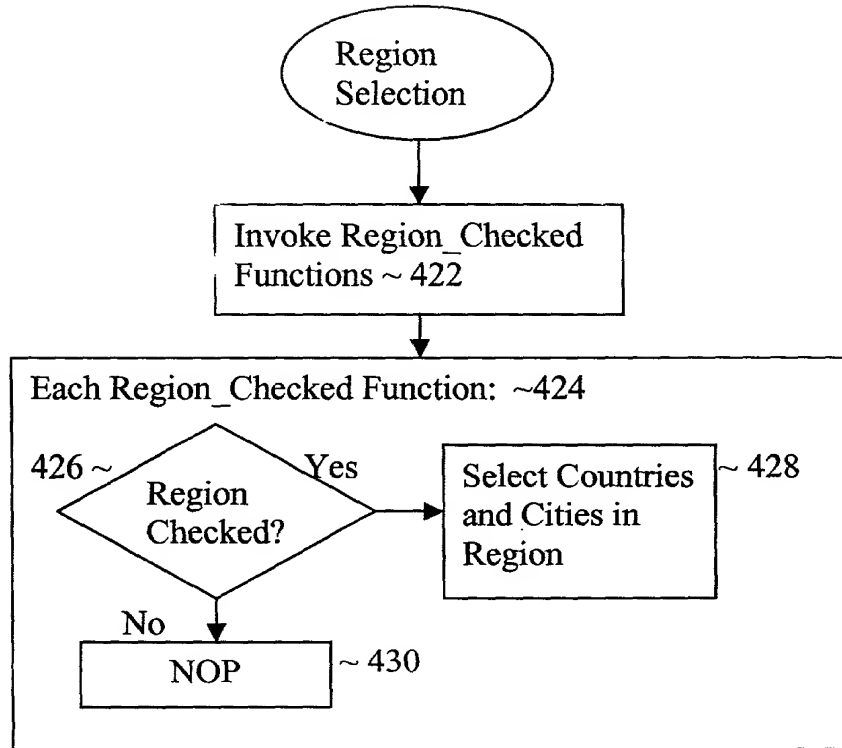 Region
Selection
Invoke Region_Checked
Functions ~ 422
Each Region_Checked Function: ~424
426 ~
Yes
Region
Checked?
Select Countries
and Cities in
Region
~ 428
No
NOP
~ 430